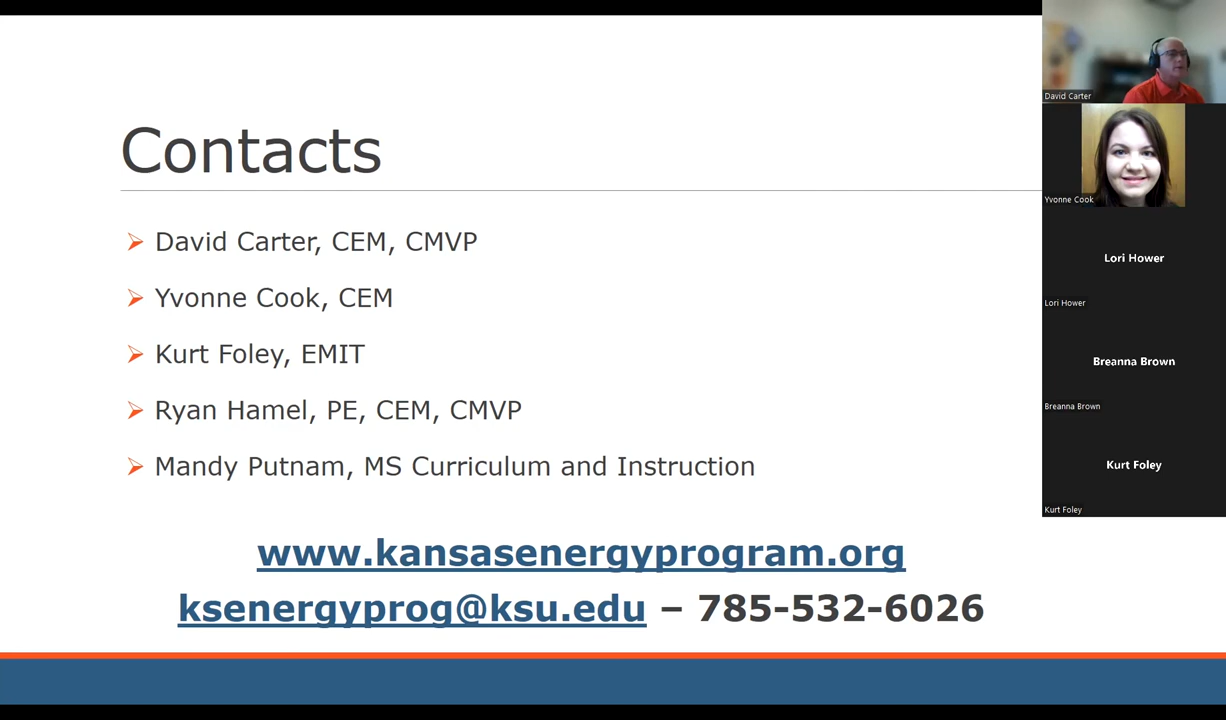 Contacts
David Carter, CEM, CMVP
Yvonne Cook, CEM
Kurt Foley, EMIT
Ryan Hamel, PE, CEM, CMVP
Mandy Putnam, MS Curriculum and Instruction
www.kansasenergyprogram.org
ksenergyprog@ksu.edu – 785-532-6026
David Carter
Yvonne Cook
Lori Hower
Lori Hower
Breanna Brown
Breanna Brown
Kurt Foley
Kurt Foley